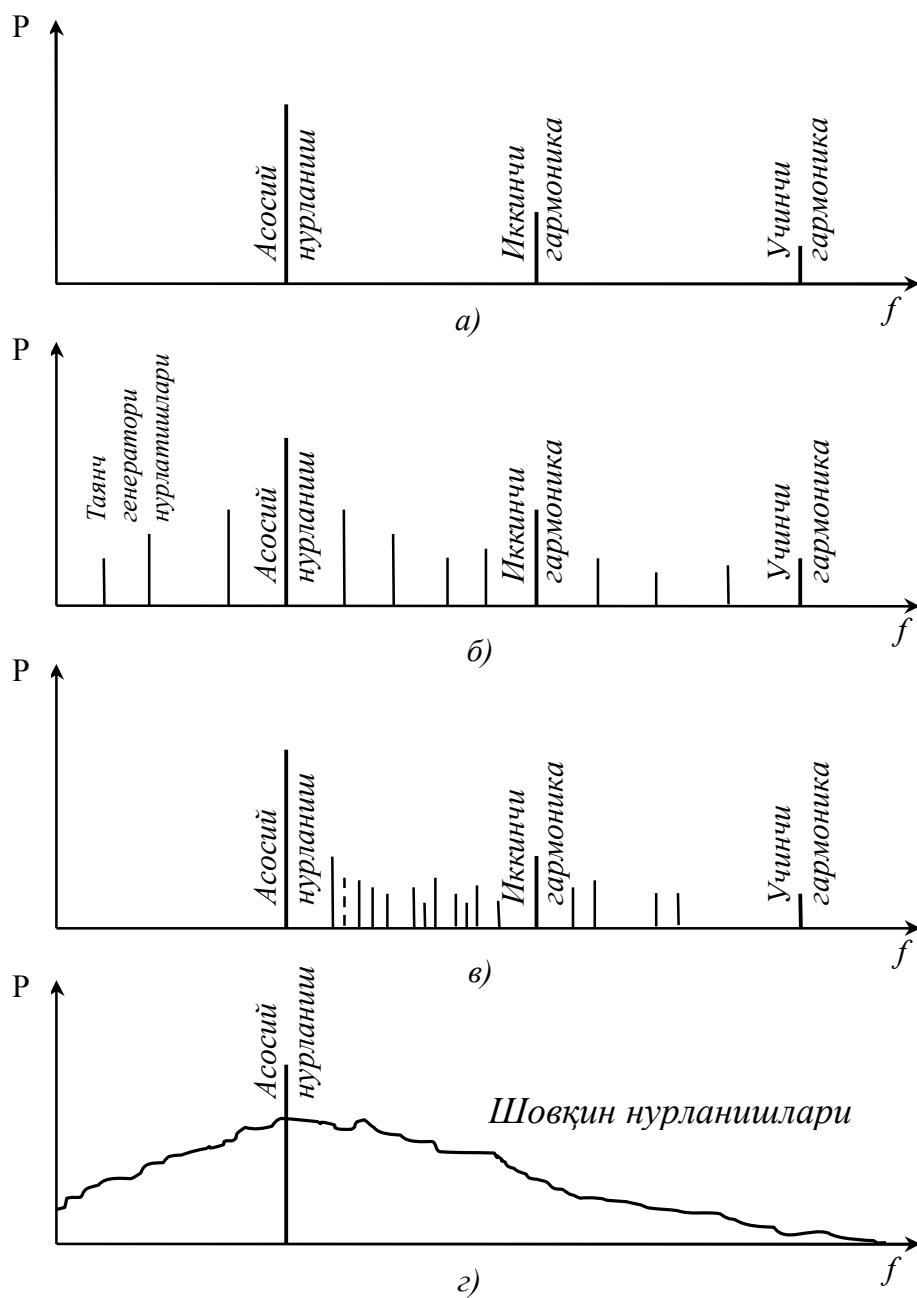 P
Асосий
нурланиш
Иккинчи
гармоника
Учинчи
гармоника
f
а)
P
Таянч
генератори
нурлатишлари
Асосий
нурланиш
Иккинчи
гармоника
Учинчи
гармоника
f
б)
P
Асосий
нурланиш
Иккинчи
гармоника
Учинчи
гармоника
f
в)
P
Асосий
нурланиш
Шовқин нурланишлари
f
г)